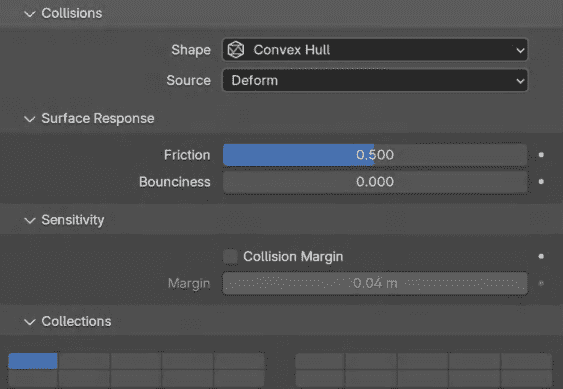 Collisions
Shape Convex Hull
Source Deform
Surface Response
Friction 0.500
Bounciness 0.000
Sensitivity
Collision Margin
Margin 0.04 m
Collections